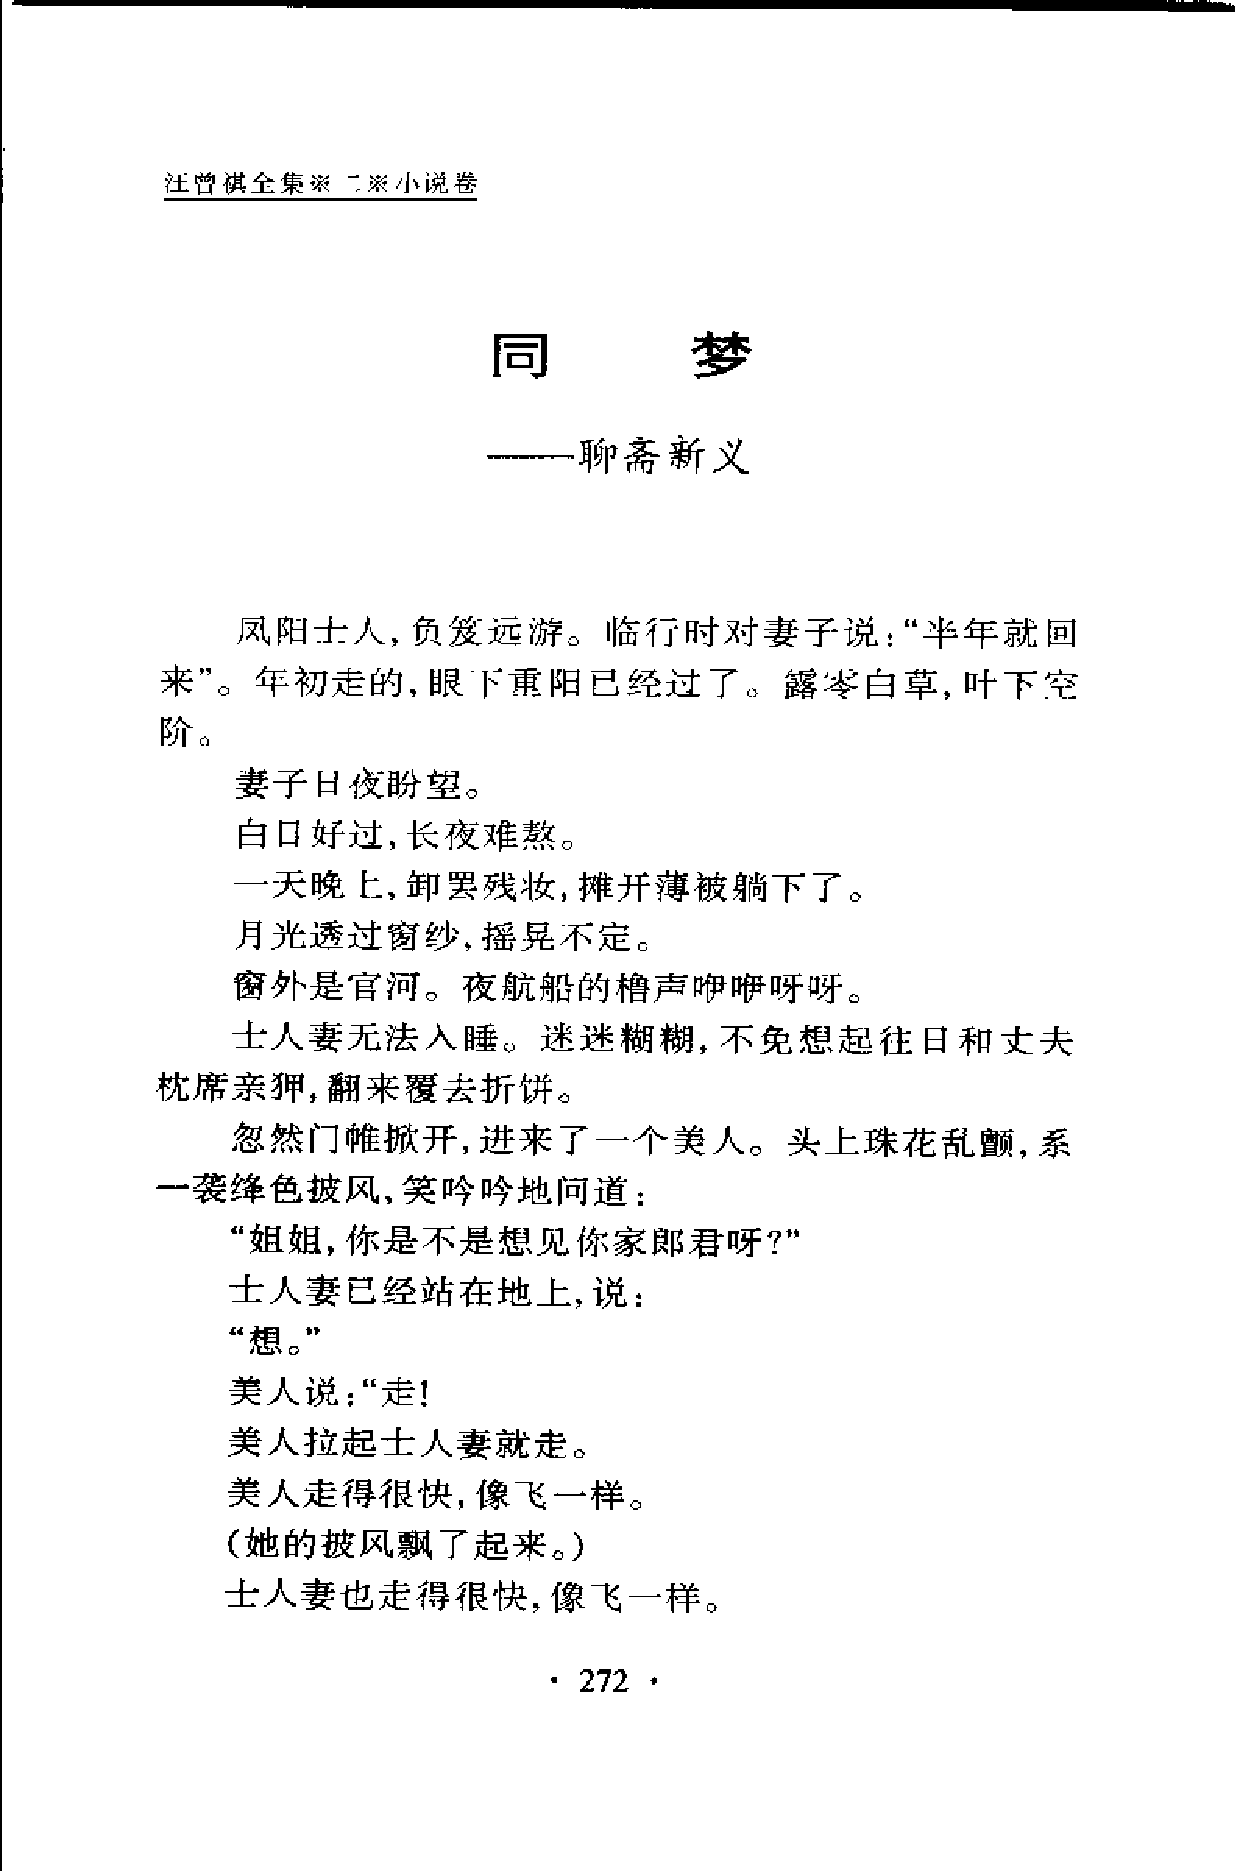 汪曾祺全集※二※小说卷
同 梦
——聊斋新义
凤阳士人,负笈远游。临行时对妻子说:“半年就回
来”。年初走的,眼下重阳已经过了。露零白草,叶下空
阶。
妻子日夜盼望。
白日好过,长夜难熬。
一天晚上,卸罢残妆,摊开薄被躺下了。
月光透过窗纱,摇晃不定。
窗外是官河。夜航船的橹声咿咿呀呀。
士人妻无法入睡。迷迷糊糊,不免想起往日和丈夫
枕席亲狎,翻来覆去折饼。
忽然门帷掀开,进来了一个美人。头上珠花乱颤,系
一袭绛色披风,笑吟吟地问道:
“姐姐,你是不是想见你家郎君呀?”
士人妻已经站在地上,说:
“想。”
美人说:“走!
美人拉起士人妻就走。
美人走得很快,像飞一样。
(她的披风飘了起来。)
士人妻也走得很快,像飞一样。
· 272 ·